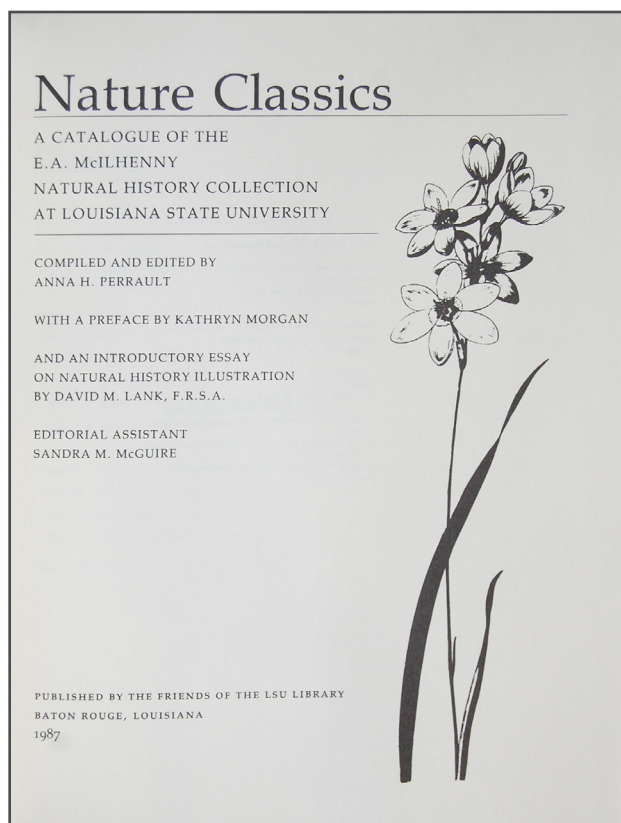 Nature Classics
A CATALOGUE OF THE
E.A. McILHENNY
NATURAL HISTORY COLLECTION
AT LOUISIANA STATE UNIVERSITY
COMPILED AND EDITED BY
ANNA H. PERRAULT
WITH A PREFACE BY KATHRYN MORGAN
AND AN INTRODUCTORY ESSAY
ON NATURAL HISTORY ILLUSTRATION
BY DAVID M. LANK, F.R.S.A.
EDITORIAL ASSISTANT
SANDRA M. McGUIRE
PUBLISHED BY THE FRIENDS OF THE LSU LIBRARY
BATON ROUGE, LOUISIANA
1987